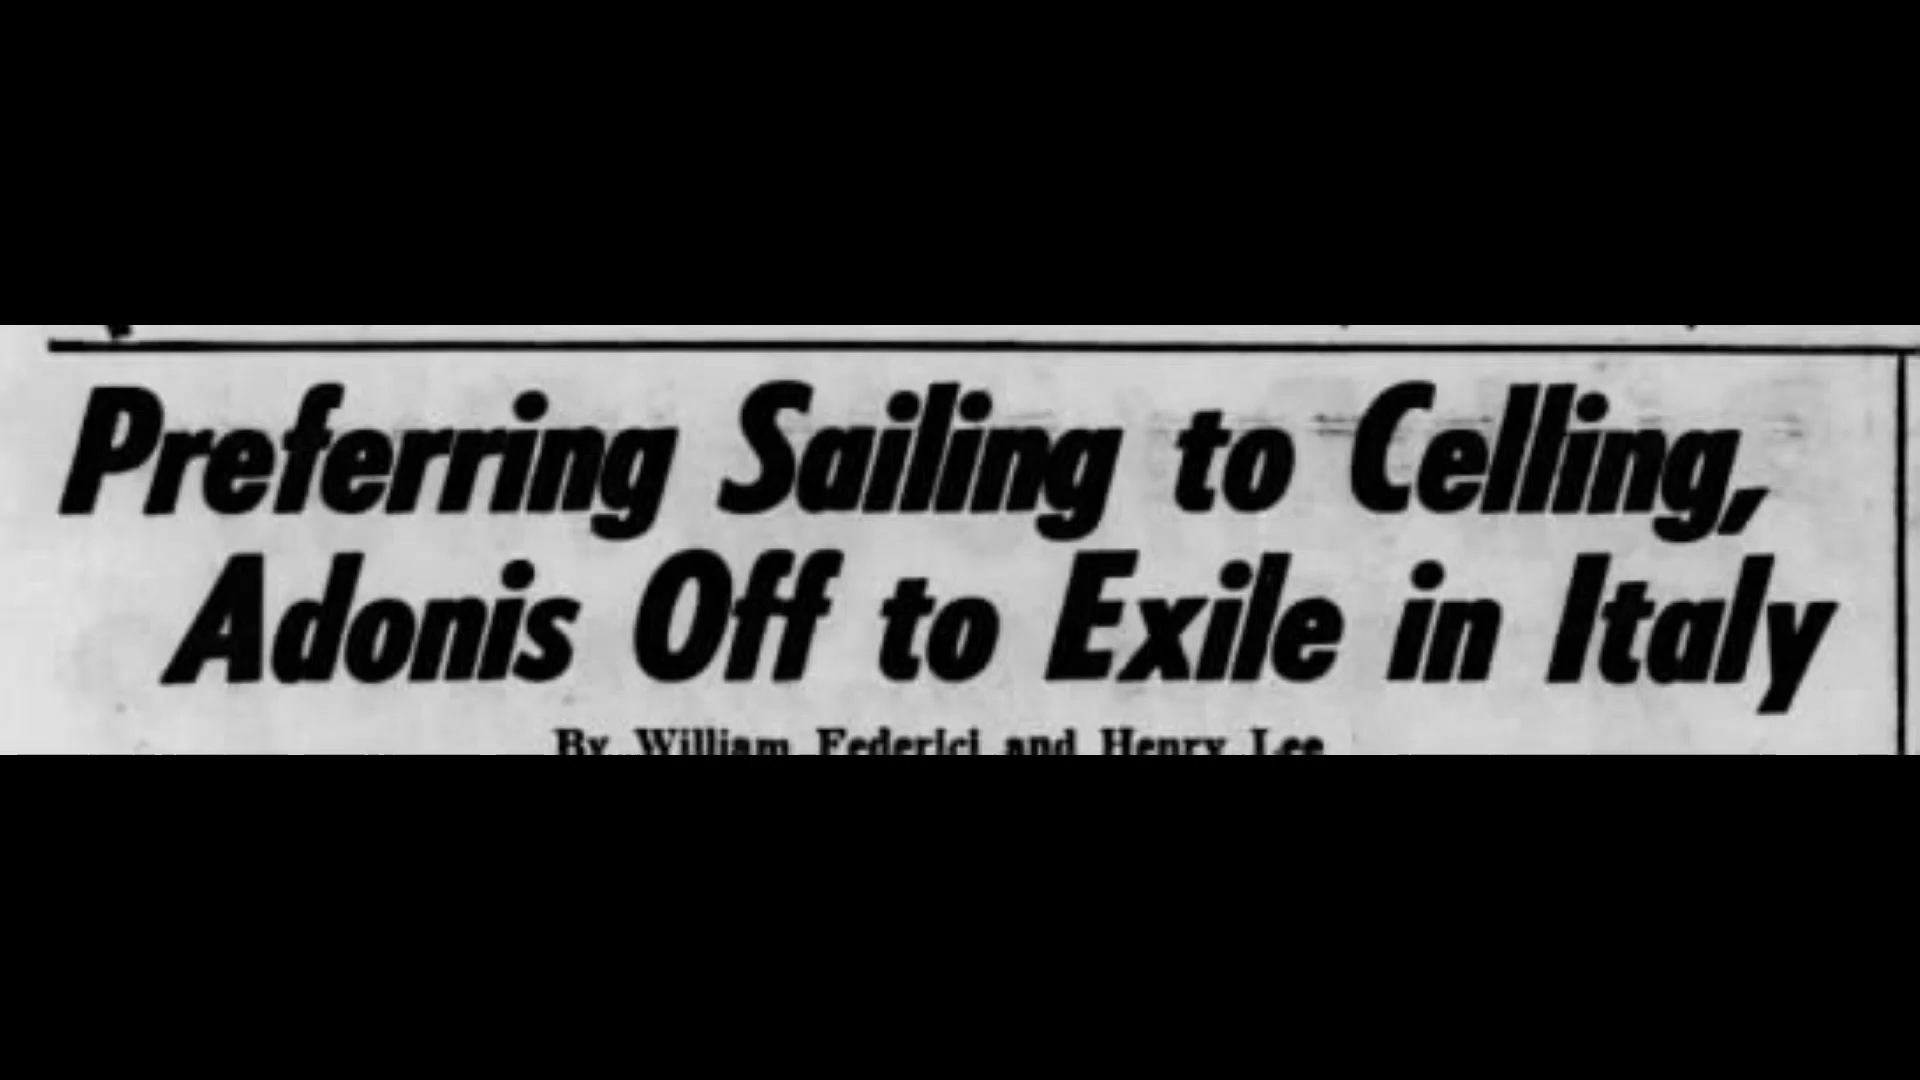 Preferring Sailing to Celling,
Adonis Off to Exile in Italy
By William Federici and Henry Lee